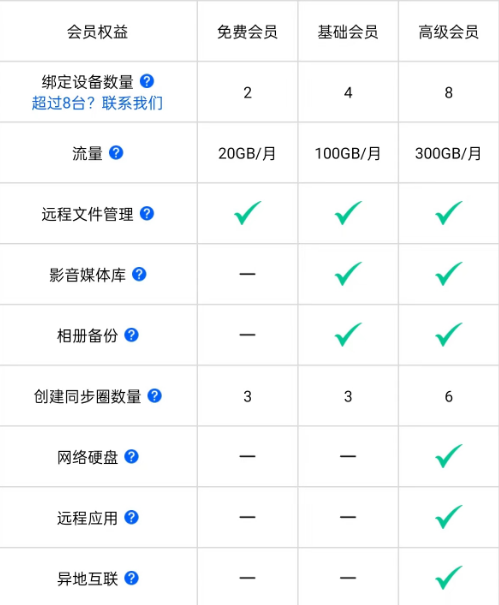 会员权益 免费会员 基础会员 高级会员
绑定设备数量 ?
超过8台？联系我们 2 4 8
流量 ? 20GB/月 100GB/月 300GB/月
远程文件管理 ? ✓ ✓ ✓
影音媒体库 ? — ✓ ✓
相册备份 ? — ✓ ✓
创建同步圈数量 ? 3 3 6
网络硬盘 ? — — ✓
远程应用 ? — — ✓
异地互联 ? — — ✓